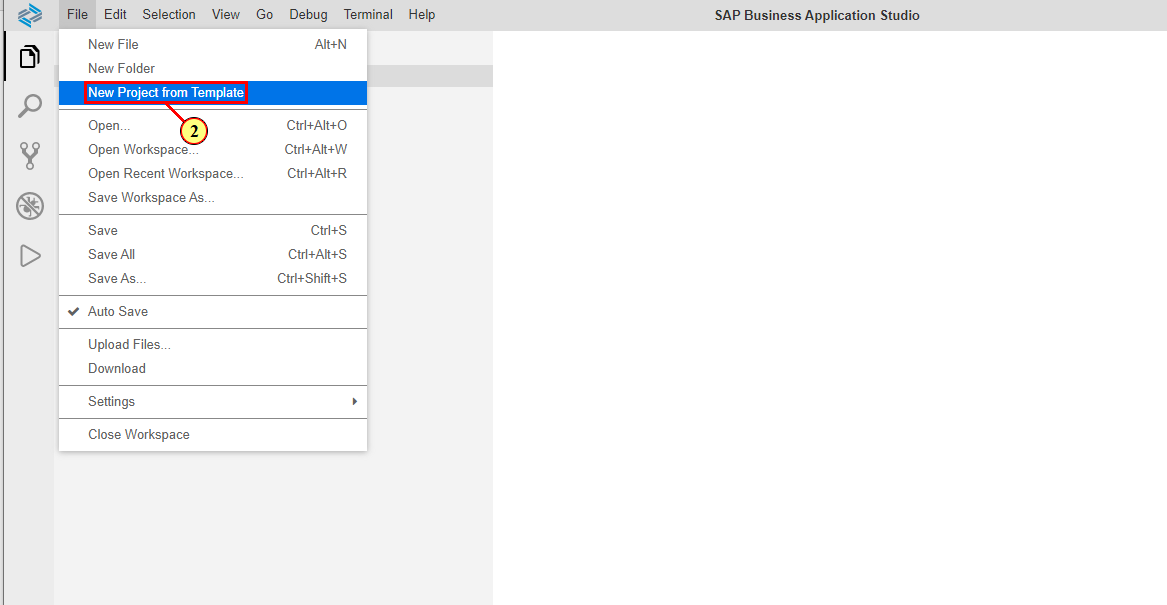 File Edit Selection View Go Debug Terminal Help SAP Business Application Studio
New File Alt+N
New Folder
New Project from Template
2
Open... Ctrl+Alt+O
Open Workspace... Ctrl+Alt+W
Open Recent Workspace... Ctrl+Alt+R
Save Workspace As...
Save Ctrl+S
Save All Ctrl+Alt+S
Save As... Ctrl+Shift+S
Auto Save
Upload Files...
Download
Settings
Close Workspace